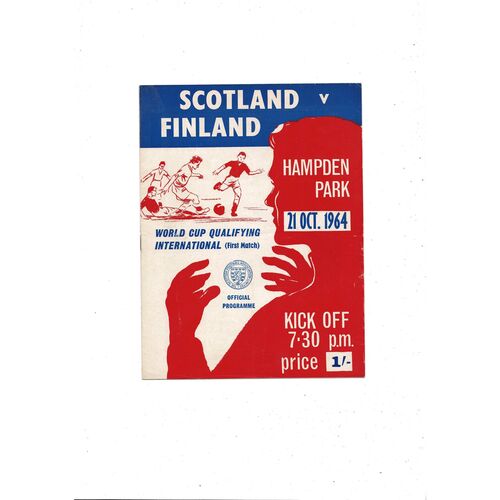 SCOTLAND v
FINLAND
HAMPDEN
PARK
21 OCT. 1964
WORLD CUP QUALIFYING
INTERNATIONAL (First Match)
OFFICIAL
PROGRAMME
KICK OFF
7·30 p.m.
price 1/-